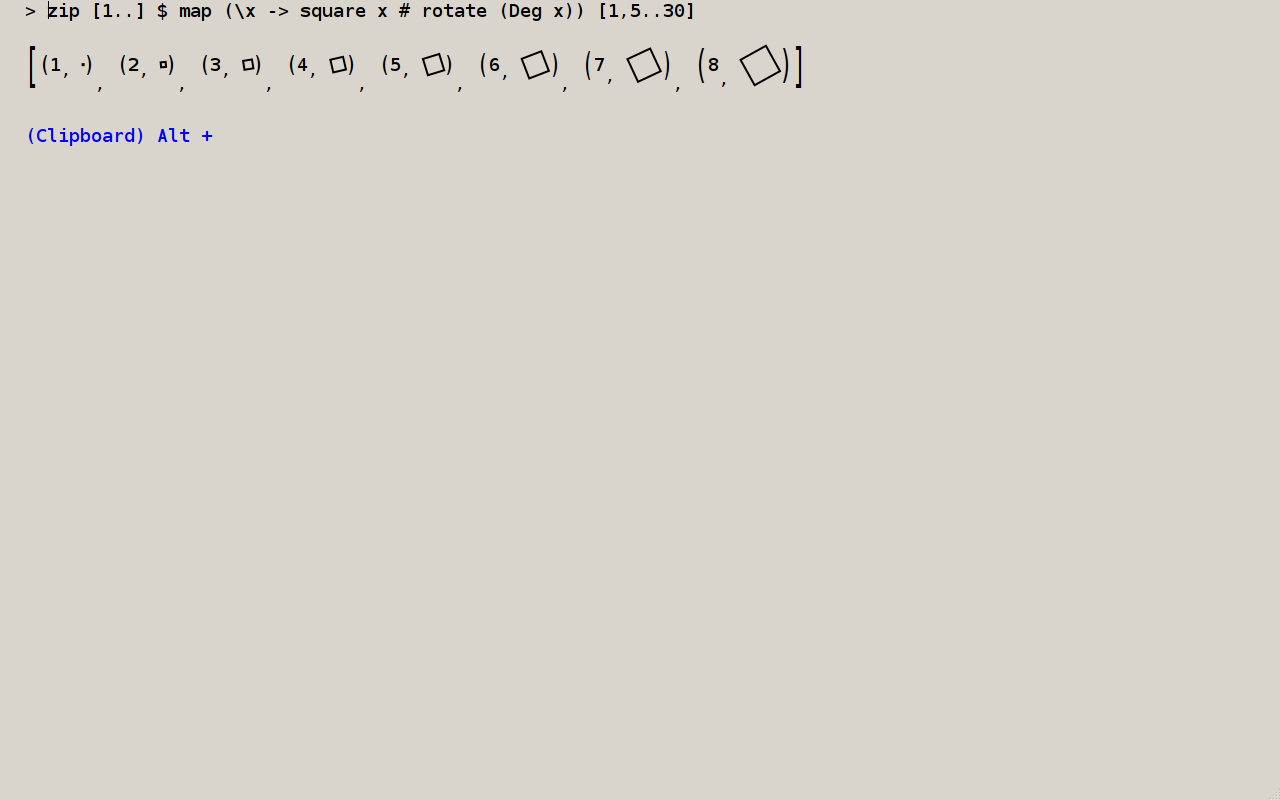 > zip [1..] $ map (\x -> square x # rotate (Deg x)) [1,5..30]
[(1, ), (2, ), (3, ), (4, ), (5, ), (6, ), (7, ), (8, )]
(Clipboard) Alt +